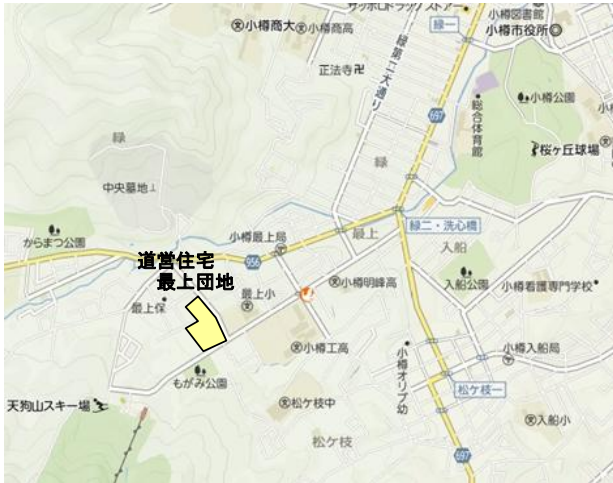 サッポロドラッグストアー
小樽商大
小樽商高
緑一
小樽図書館
小樽市役所
正法寺
緑第二大通り
697
総合体育館
小樽公園
桜ヶ丘球場
緑
緑
中央墓地
からまつ公園
小樽最上局
最上
緑二・洗心橋
入船
956
道営住宅
最上団地
最上小
小樽明峰高
入船公園
小樽看護専門学校
最上保
小樽工高
小樽オリブ幼
小樽入船局
もがみ公園
天狗山スキー場
松ケ枝中
松ケ枝一
入船小
松ケ枝
697